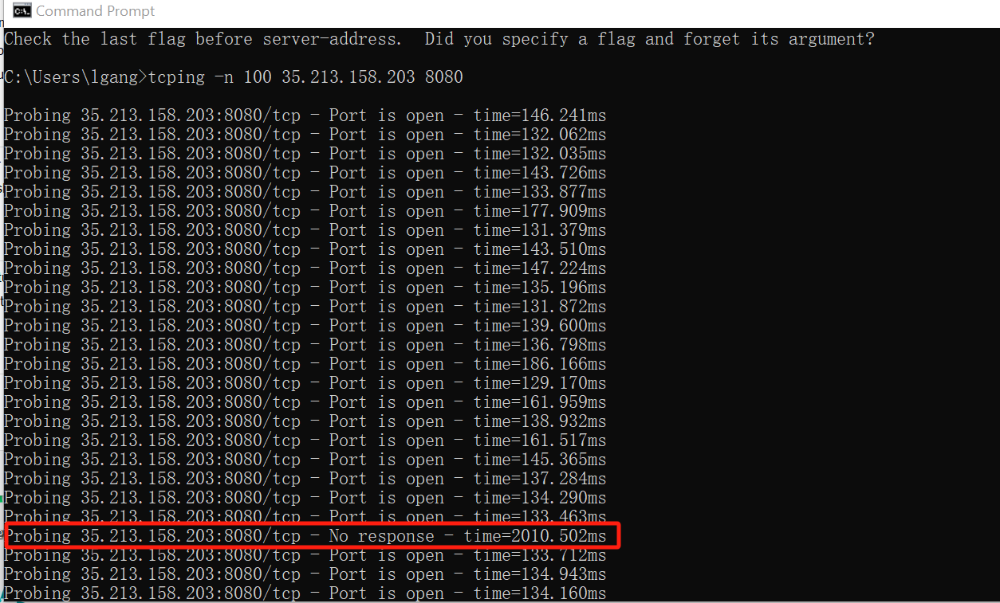 Command Prompt
Check the last flag before server-address.  Did you specify a flag and forget its argument?
C:\Users\lgang>tcping -n 100 35.213.158.203 8080
Probing 35.213.158.203:8080/tcp - Port is open - time=146.241ms
Probing 35.213.158.203:8080/tcp - Port is open - time=132.062ms
Probing 35.213.158.203:8080/tcp - Port is open - time=132.035ms
Probing 35.213.158.203:8080/tcp - Port is open - time=143.726ms
Probing 35.213.158.203:8080/tcp - Port is open - time=133.877ms
Probing 35.213.158.203:8080/tcp - Port is open - time=177.909ms
Probing 35.213.158.203:8080/tcp - Port is open - time=131.379ms
Probing 35.213.158.203:8080/tcp - Port is open - time=143.510ms
Probing 35.213.158.203:8080/tcp - Port is open - time=147.224ms
Probing 35.213.158.203:8080/tcp - Port is open - time=135.196ms
Probing 35.213.158.203:8080/tcp - Port is open - time=131.872ms
Probing 35.213.158.203:8080/tcp - Port is open - time=139.600ms
Probing 35.213.158.203:8080/tcp - Port is open - time=136.798ms
Probing 35.213.158.203:8080/tcp - Port is open - time=186.166ms
Probing 35.213.158.203:8080/tcp - Port is open - time=129.170ms
Probing 35.213.158.203:8080/tcp - Port is open - time=161.959ms
Probing 35.213.158.203:8080/tcp - Port is open - time=138.932ms
Probing 35.213.158.203:8080/tcp - Port is open - time=161.517ms
Probing 35.213.158.203:8080/tcp - Port is open - time=145.365ms
Probing 35.213.158.203:8080/tcp - Port is open - time=137.284ms
Probing 35.213.158.203:8080/tcp - Port is open - time=134.290ms
Probing 35.213.158.203:8080/tcp - Port is open - time=133.463ms
Probing 35.213.158.203:8080/tcp - No response - time=2010.502ms
Probing 35.213.158.203:8080/tcp - Port is open - time=133.712ms
Probing 35.213.158.203:8080/tcp - Port is open - time=134.943ms
Probing 35.213.158.203:8080/tcp - Port is open - time=134.160ms